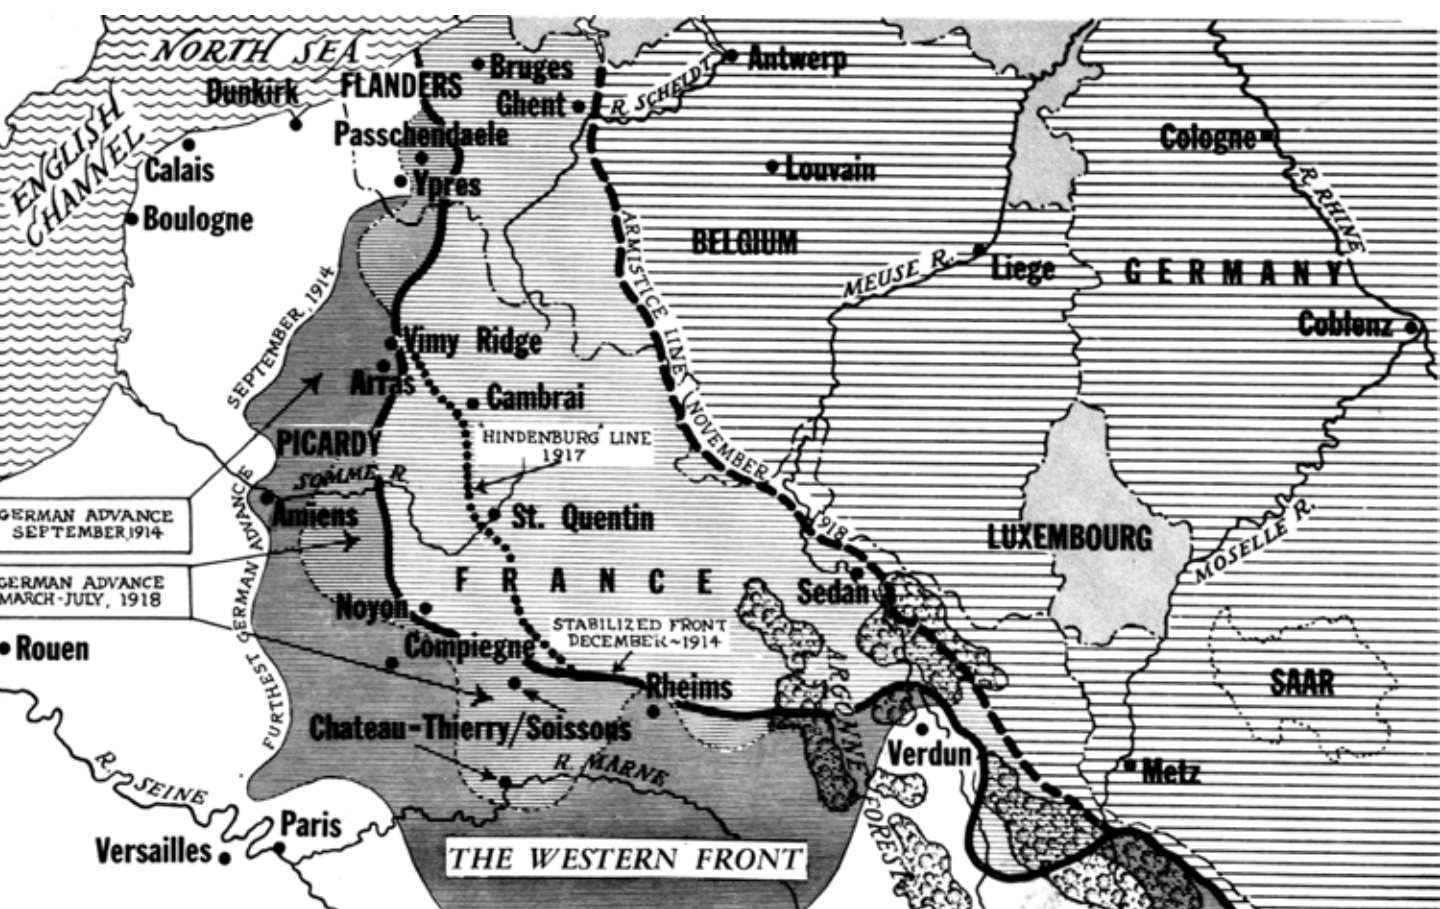 NORTH SEA
ENGLISH
CHANNEL
Dunkirk
FLANDERS
Bruges
Ghent
R. SCHELDT
Antwerp
Passchendaele
Calais
Ypres
Boulogne
Louvain
Cologne
R. RHINE
BELGIUM
MEUSE R.
Liege
GERMANY
Coblenz
SEPTEMBER, 1914
ARMISTICE LINE (NOVEMBER 1918
Vimy Ridge
Arras
Cambrai
PICARDY
"HINDENBURG" LINE
1917
SOMME R.
Amiens
St. Quentin
GERMAN ADVANCE
SEPTEMBER, 1914
GERMAN ADVANCE
MARCH-JULY, 1918
FURTHEST GERMAN ADVANCE
FRANCE
LUXEMBOURG
MOSELLE R.
Sedan
Noyon
STABILIZED FRONT
DECEMBER~1914
Compiegne
Rouen
Rheims
ARGONNE
FOREST
SAAR
Chateau-Thierry/Soissons
Verdun
Metz
R. MARNE
R. SEINE
Paris
Versailles
THE WESTERN FRONT